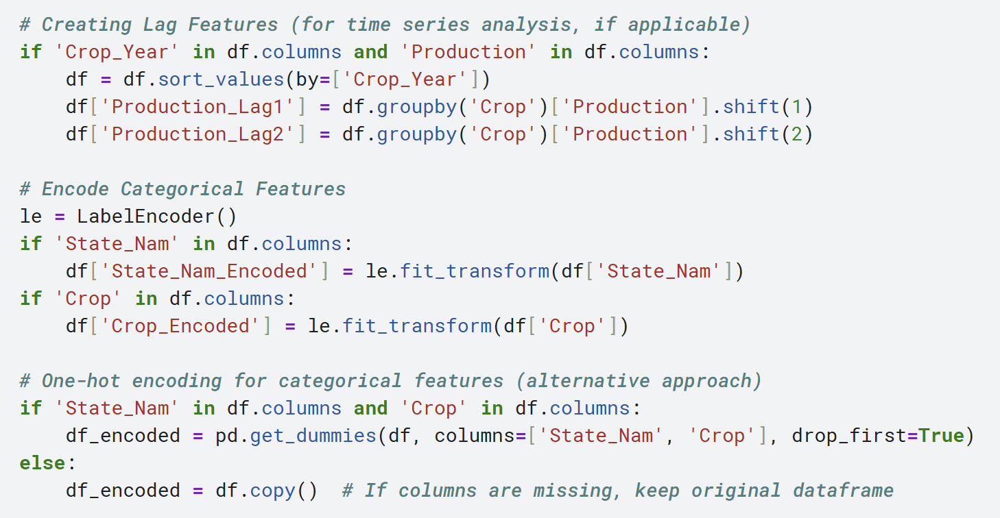 # Creating Lag Features (for time series analysis, if applicable)
if 'Crop_Year' in df.columns and 'Production' in df.columns:
    df = df.sort_values(by=['Crop_Year'])
    df['Production_Lag1'] = df.groupby('Crop')['Production'].shift(1)
    df['Production_Lag2'] = df.groupby('Crop')['Production'].shift(2)

# Encode Categorical Features
le = LabelEncoder()
if 'State_Nam' in df.columns:
    df['State_Nam_Encoded'] = le.fit_transform(df['State_Nam'])
if 'Crop' in df.columns:
    df['Crop_Encoded'] = le.fit_transform(df['Crop'])

# One-hot encoding for categorical features (alternative approach)
if 'State_Nam' in df.columns and 'Crop' in df.columns:
    df_encoded = pd.get_dummies(df, columns=['State_Nam', 'Crop'], drop_first=True)
else:
    df_encoded = df.copy()  # If columns are missing, keep original dataframe